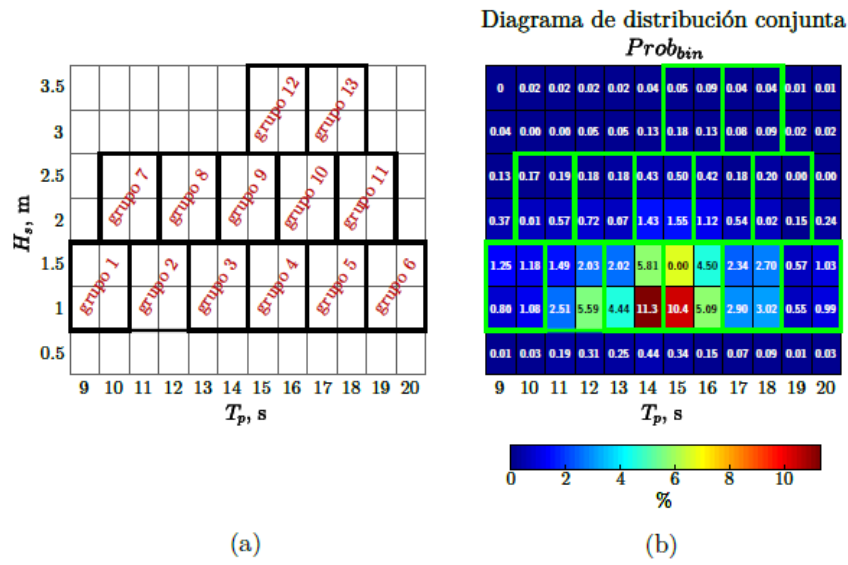 Diagrama de distribución conjunta
Prob_bin
3.5
3
2.5
2
1.5
1
0.5
H_s, m
grupo 12
grupo 13
grupo 7
grupo 8
grupo 9
grupo 10
grupo 11
grupo 1
grupo 2
grupo 3
grupo 4
grupo 5
grupo 6
9 10 11 12 13 14 15 16 17 18 19 20
T_p, s
(a)
0 0.02 0.02 0.02 0.02 0.04 0.05 0.09 0.04 0.04 0.01 0.01
0.04 0.00 0.00 0.05 0.05 0.13 0.18 0.13 0.08 0.09 0.02 0.02
0.13 0.17 0.19 0.18 0.18 0.43 0.50 0.42 0.18 0.20 0.00 0.00
0.37 0.01 0.57 0.72 0.07 1.43 1.55 1.12 0.54 0.02 0.15 0.24
1.25 1.18 1.49 2.03 2.02 5.81 0.00 4.50 2.34 2.70 0.57 1.03
0.80 1.08 2.51 5.59 4.44 11.3 10.4 5.09 2.90 3.02 0.55 0.99
0.01 0.03 0.19 0.31 0.25 0.44 0.34 0.15 0.07 0.09 0.01 0.03
9 10 11 12 13 14 15 16 17 18 19 20
T_p, s
0 2 4 6 8 10
%
(b)